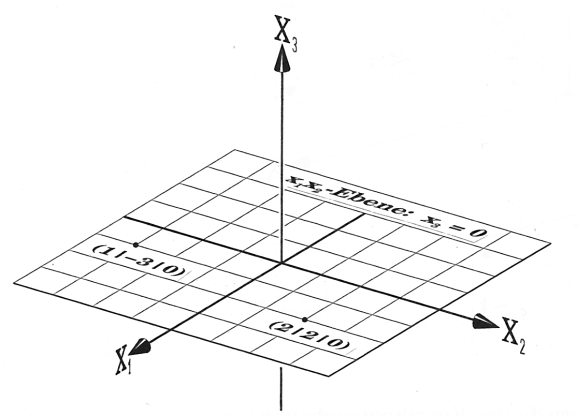 X₃
x₁x₂-Ebene: x₃ = 0
(1|-3|0)
(2|2|0)
X₁
X₂